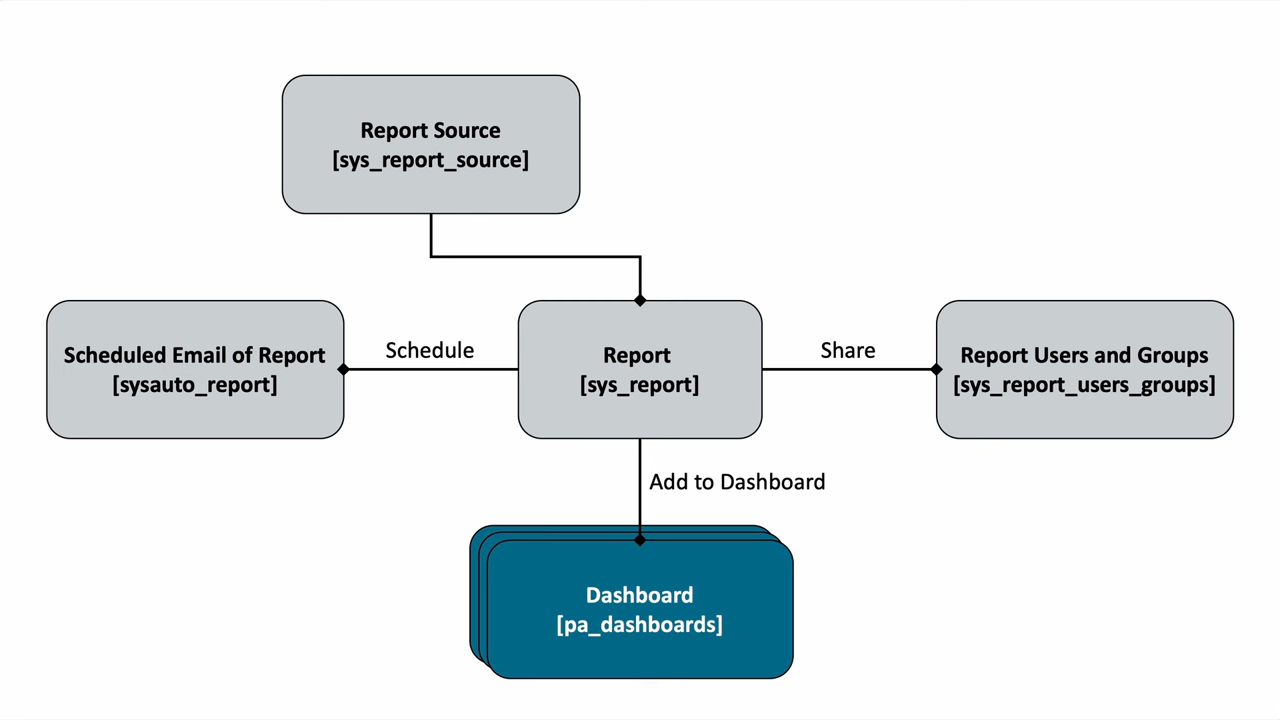 Report Source
[sys_report_source]
Scheduled Email of Report
[sysauto_report]
Schedule
Report
[sys_report]
Share
Report Users and Groups
[sys_report_users_groups]
Add to Dashboard
Dashboard
[pa_dashboards]